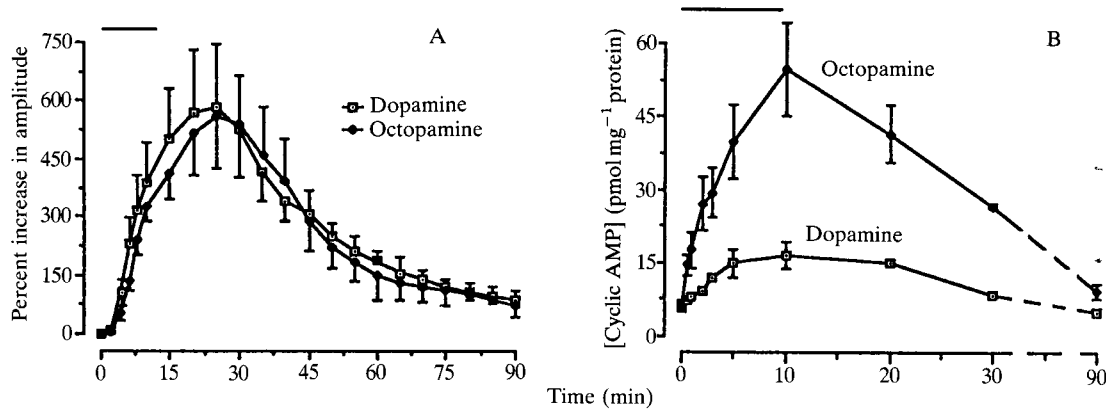 A
B
Percent increase in amplitude
750
600
450
300
150
0
Dopamine
Octopamine
0 15 30 45 60 75 90
[Cyclic AMP] (pmol mg⁻¹ protein)
60
45
30
15
0
Octopamine
Dopamine
0 10 20 30 90
Time (min)